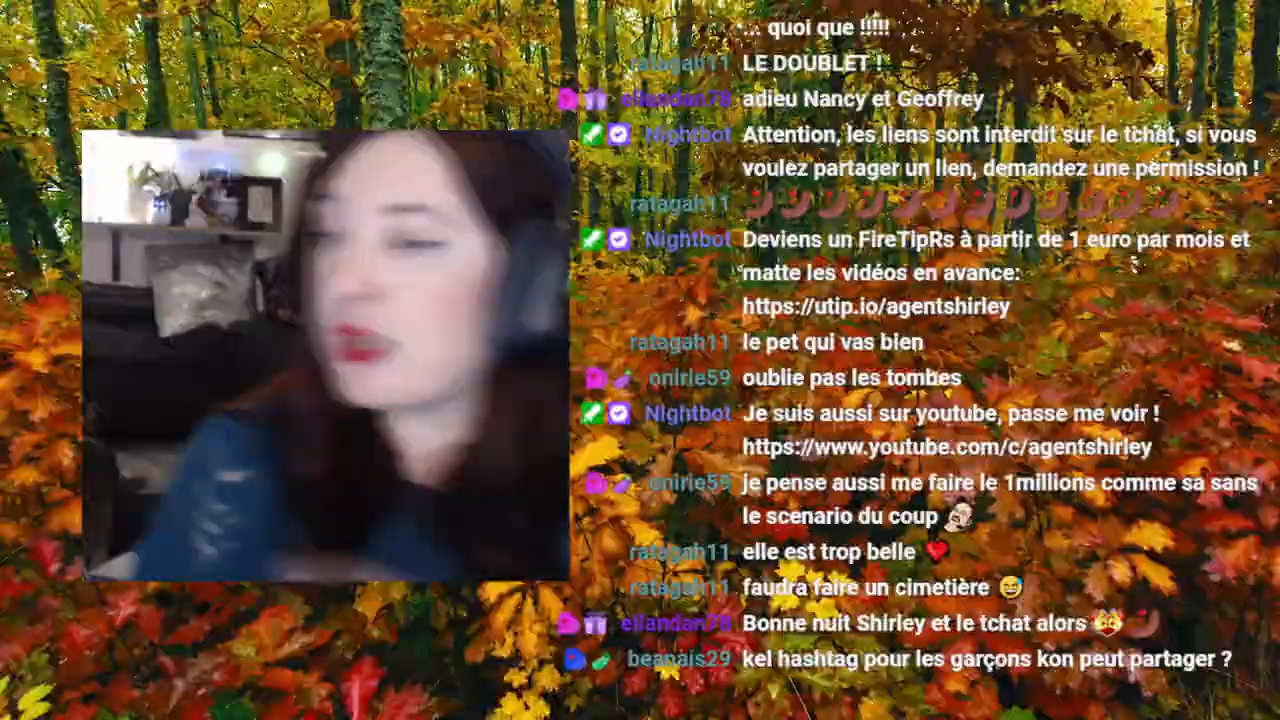 ... quoi que !!!!!
ratagah11 LE DOUBLET !
ellandan78 adieu Nancy et Geoffrey
Nightbot Attention, les liens sont interdit sur le tchat, si vous
voulez partager un lien, demandez une permission !
ratagah11
Nightbot Deviens un FireTipRs à partir de 1 euro par mois et
matte les vidéos en avance:
https://utip.io/agentshirley
ratagah11 le pet qui vas bien
onirie59 oublie pas les tombes
Nightbot Je suis aussi sur youtube, passe me voir !
https://www.youtube.com/c/agentshirley
onirie59 je pense aussi me faire le 1millions comme sa sans
le scenario du coup
ratagah11 elle est trop belle ❤️
ratagah11 faudra faire un cimetière 😅
ellandan78 Bonne nuit Shirley et le tchat alors
beanais29 kel hashtag pour les garçons kon peut partager ?